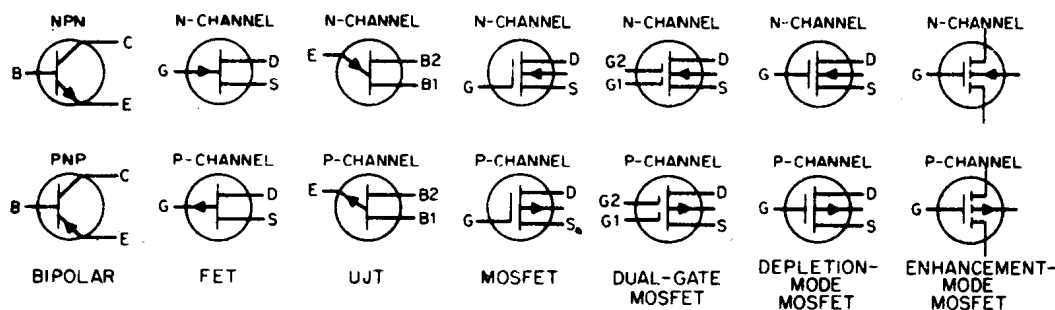 NPN
C
B
E
N-CHANNEL
D
G
S
N-CHANNEL
E
B2
B1
N-CHANNEL
D
G
S
N-CHANNEL
G2
G1
D
S
N-CHANNEL
D
G
S
N-CHANNEL
G
PNP
C
B
E
P-CHANNEL
D
G
S
P-CHANNEL
E
B2
B1
P-CHANNEL
D
G
S
P-CHANNEL
G2
G1
D
S
P-CHANNEL
D
G
S
P-CHANNEL
G
BIPOLAR
FET
UJT
MOSFET
DUAL-GATE
MOSFET
DEPLETION-
MODE
MOSFET
ENHANCEMENT-
MODE
MOSFET